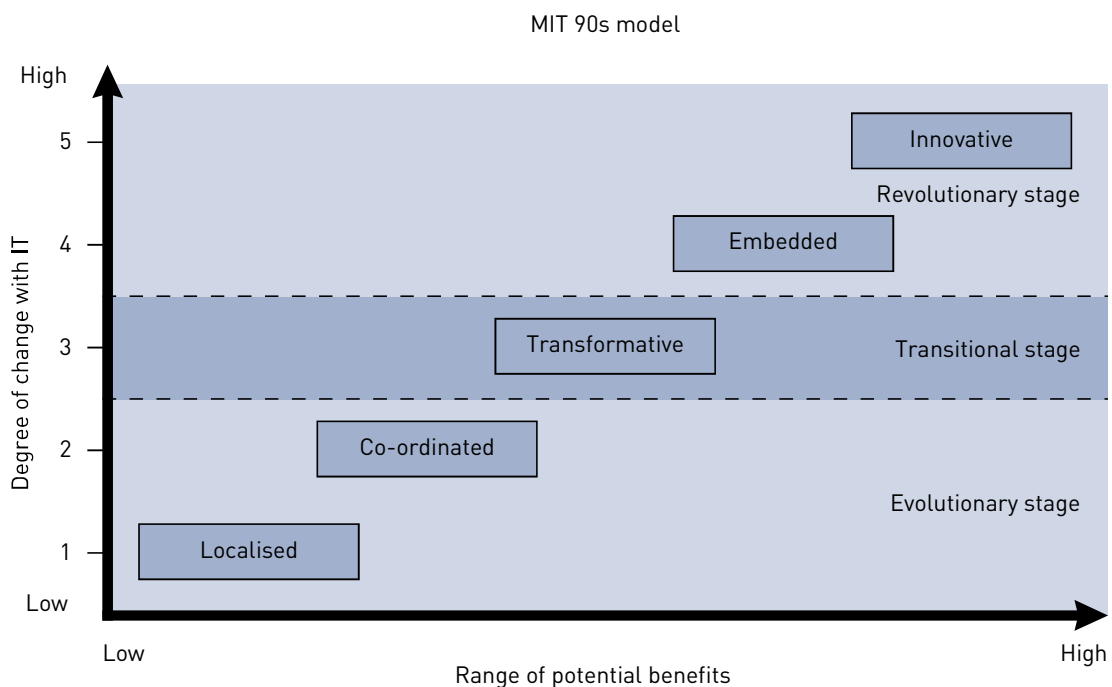 MIT 90s model
High
5
Innovative
Revolutionary stage
4
Embedded
Degree of change with IT
3
Transformative
Transitional stage
2
Co-ordinated
Evolutionary stage
1
Localised
Low
Low
High
Range of potential benefits